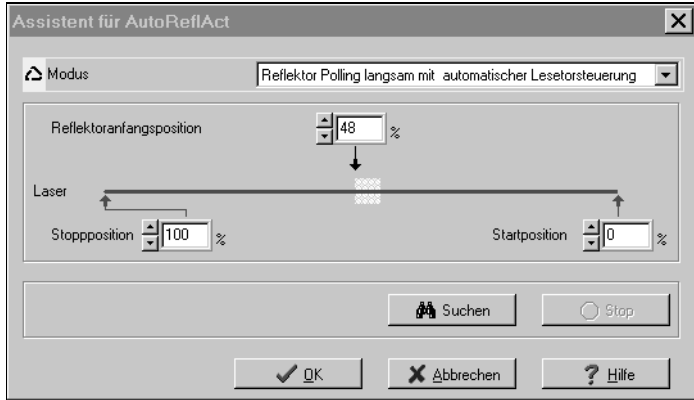 Assistent für AutoReflAct
Modus Reflektor Polling langsam mit automatischer Lesetorsteuerung
Reflektoranfangsposition 48 %
Laser
Stoppposition 100 % Startposition 0 %
Suchen Stop
OK Abbrechen Hilfe